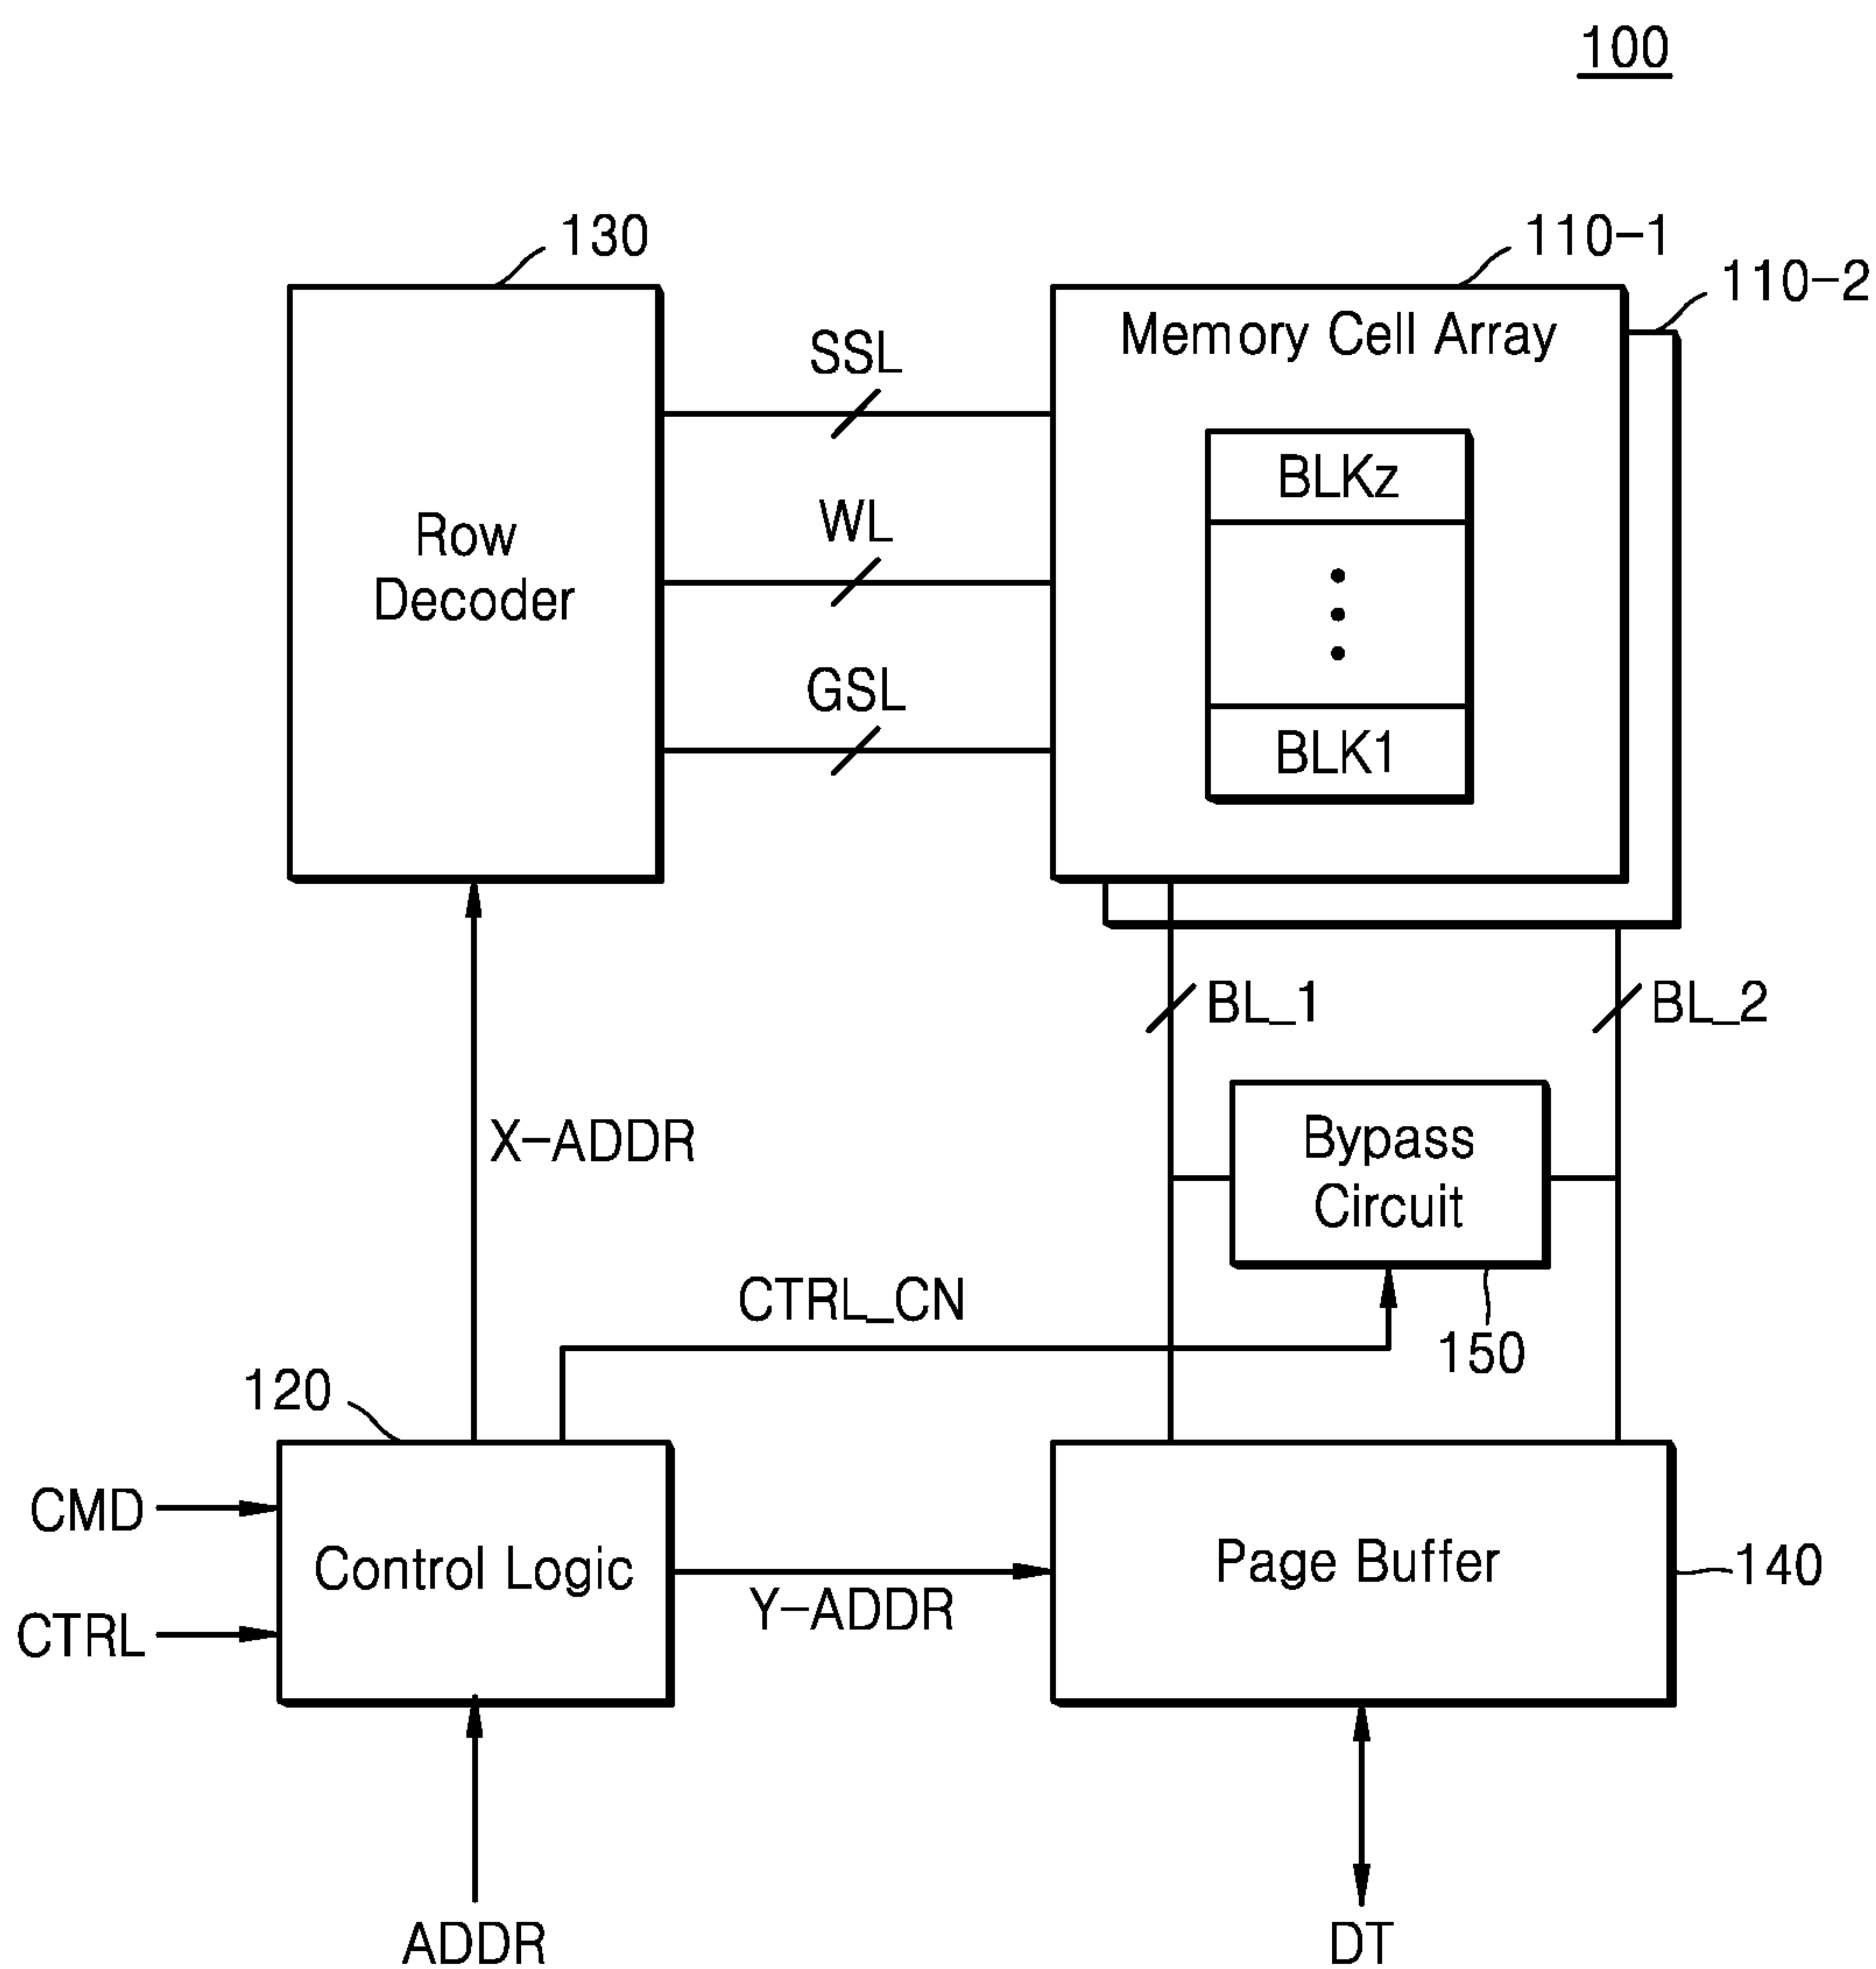 100
130
110-1
110-2
Memory Cell Array
SSL
BLKz
WL
Row
Decoder
GSL
BLK1
BL_1
BL_2
X-ADDR
Bypass
Circuit
CTRL_CN
150
120
CMD
Control Logic
Page Buffer
140
Y-ADDR
CTRL
ADDR
DT